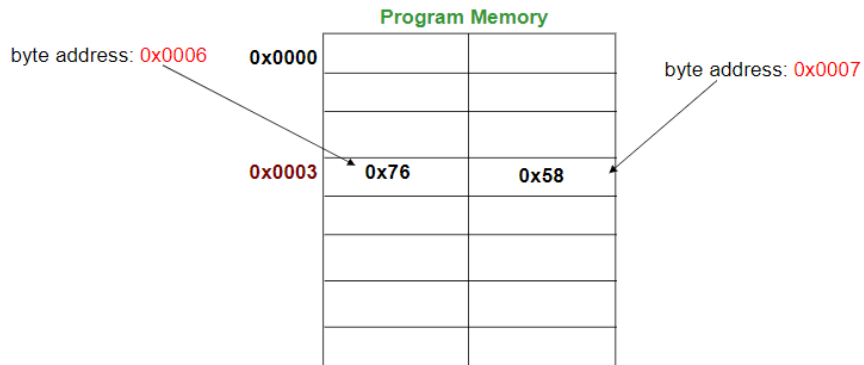 Program Memory
byte address: 0x0006
0x0000
byte address: 0x0007
0x0003
0x76
0x58